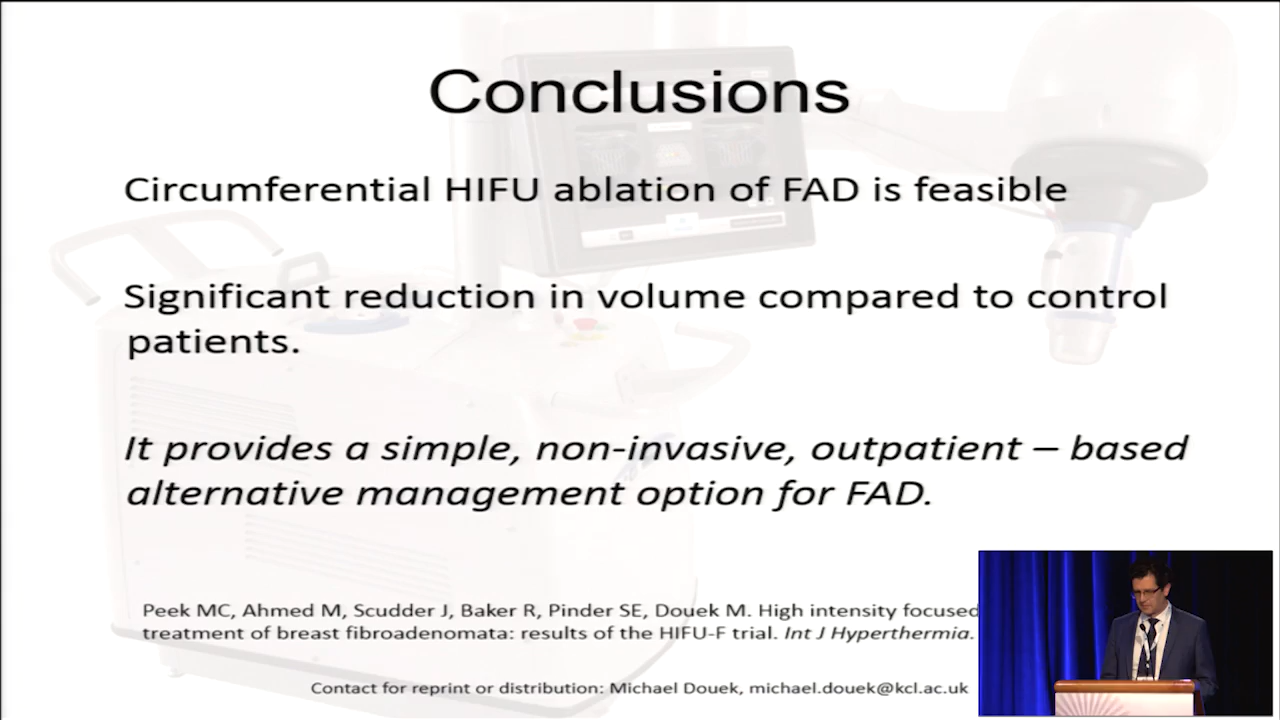 Conclusions
Circumferential HIFU ablation of FAD is feasible
Significant reduction in volume compared to control
patients.
It provides a simple, non-invasive, outpatient – based
alternative management option for FAD.
Peek MC, Ahmed M, Scudder J, Baker R, Pinder SE, Douek M. High intensity focused
treatment of breast fibroadenomata: results of the HIFU-F trial. Int J Hyperthermia.
Contact for reprint or distribution: Michael Douek, michael.douek@kcl.ac.uk